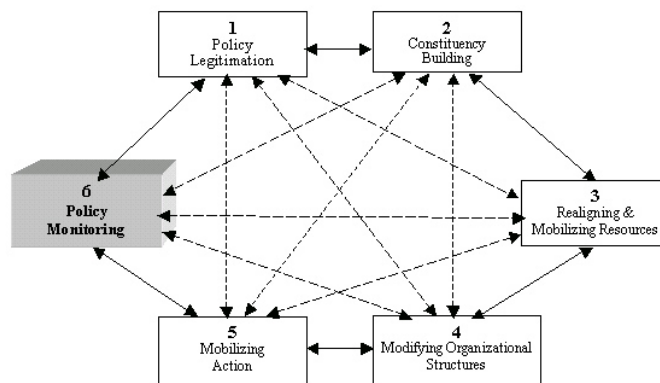 1
Policy
Legitimation
2
Constituency
Building
3
Realigning &
Mobilizing Resources
4
Modifying Organizational
Structures
5
Mobilizing
Action
6
Policy
Monitoring